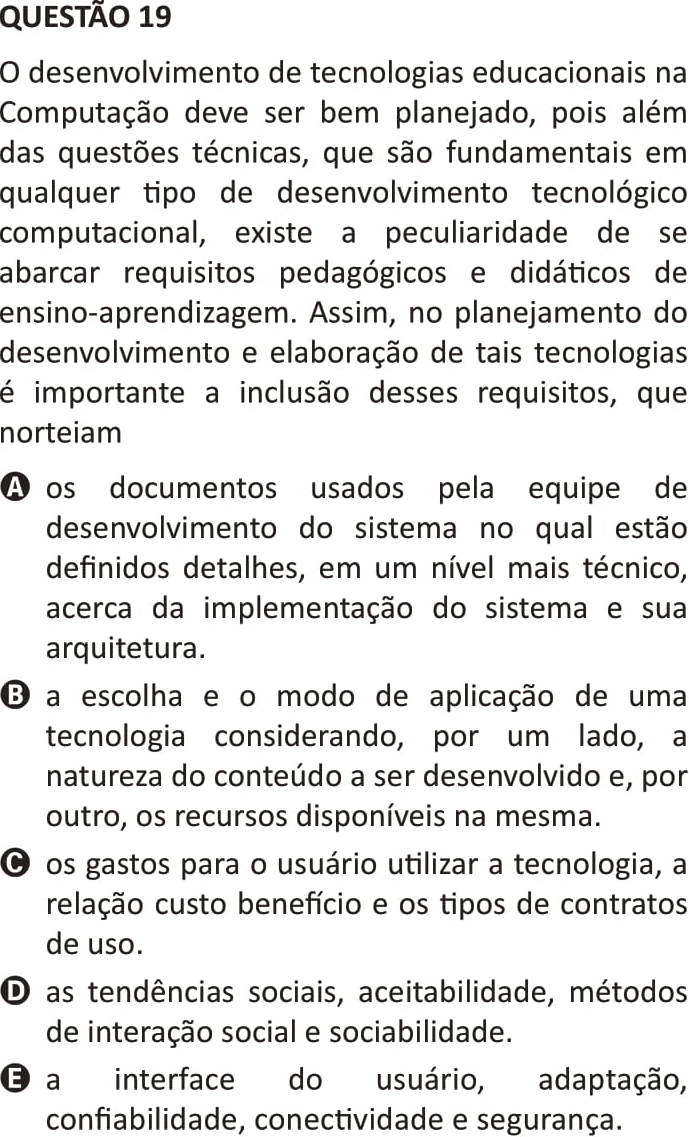 QUESTÃO 19
O desenvolvimento de tecnologias educacionais na
Computação deve ser bem planejado, pois além
das questões técnicas, que são fundamentais em
qualquer tipo de desenvolvimento tecnológico
computacional, existe a peculiaridade de se
abarcar requisitos pedagógicos e didáticos de
ensino-aprendizagem. Assim, no planejamento do
desenvolvimento e elaboração de tais tecnologias
é importante a inclusão desses requisitos, que
norteiam
A os documentos usados pela equipe de
desenvolvimento do sistema no qual estão
definidos detalhes, em um nível mais técnico,
acerca da implementação do sistema e sua
arquitetura.
B a escolha e o modo de aplicação de uma
tecnologia considerando, por um lado, a
natureza do conteúdo a ser desenvolvido e, por
outro, os recursos disponíveis na mesma.
C os gastos para o usuário utilizar a tecnologia, a
relação custo benefício e os tipos de contratos
de uso.
D as tendências sociais, aceitabilidade, métodos
de interação social e sociabilidade.
E a interface do usuário, adaptação,
confiabilidade, conectividade e segurança.